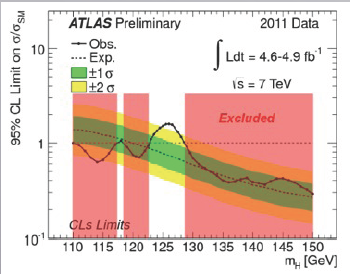 ATLAS Preliminary
2011 Data
Obs.
Exp.
±1 σ
±2 σ
∫ Ldt = 4.6-4.9 fb⁻¹
√s = 7 TeV
Excluded
CLs Limits
95% CL Limit on σ/σSM
10
1
10⁻¹
110 115 120 125 130 135 140 145 150
mH [GeV]